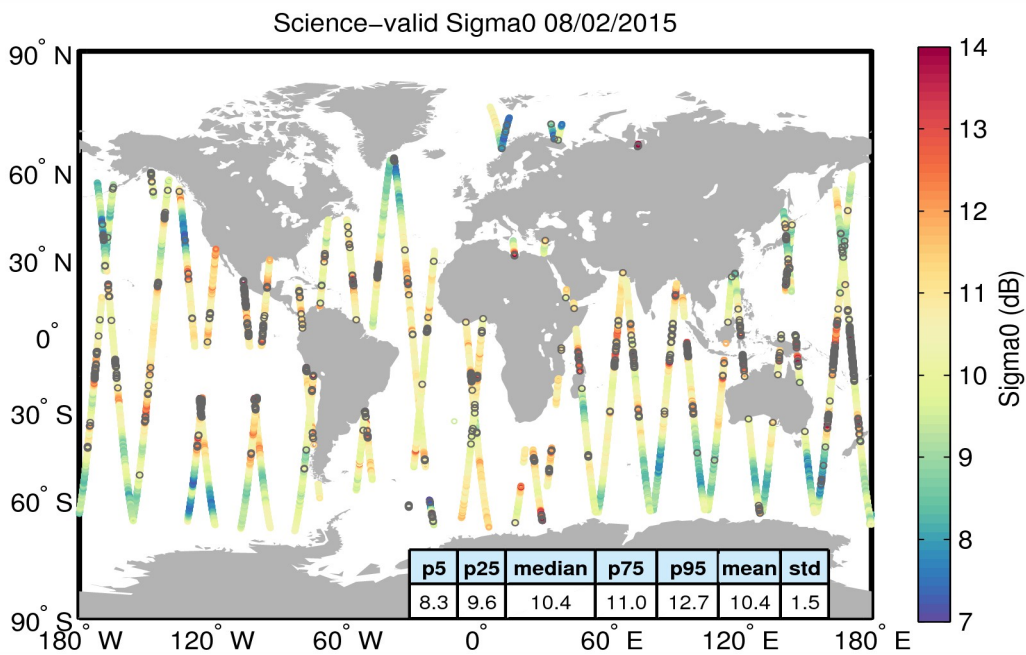 Science−valid Sigma0 08/02/2015
90° N
60° N
30° N
0°
30° S
60° S
90° S
180° W 120° W 60° W 0° 60° E 120° E 180° E
p5 p25 median p75 p95 mean std
8.3 9.6 10.4 11.0 12.7 10.4 1.5
14
13
12
11
10
9
8
7
Sigma0 (dB)